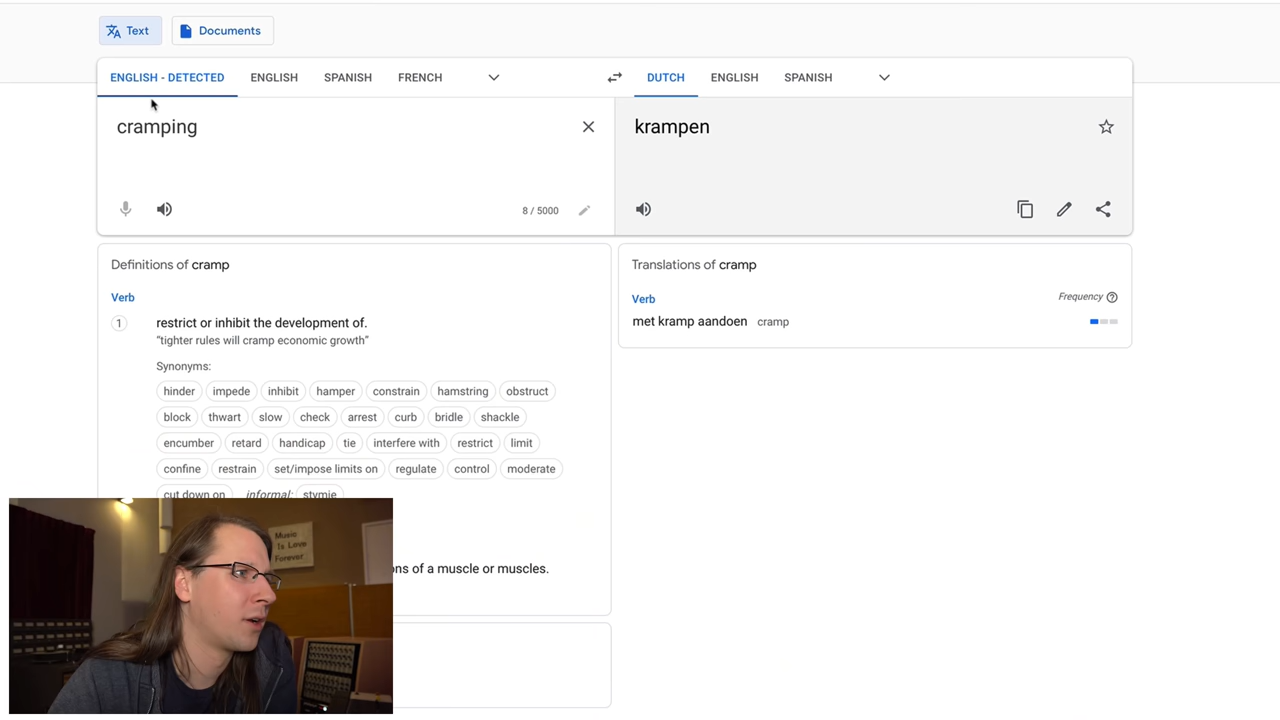 Text
Documents
ENGLISH - DETECTED
ENGLISH
SPANISH
FRENCH
DUTCH
ENGLISH
SPANISH
cramping
krampen
8 / 5000
Definitions of cramp
Verb
1
restrict or inhibit the development of.
"tighter rules will cramp economic growth"
Synonyms:
hinder impede inhibit hamper constrain hamstring obstruct
block thwart slow check arrest curb bridle shackle
encumber retard handicap tie interfere with restrict limit
confine restrain set/impose limits on regulate control moderate
cut down on informal: stymie
ons of a muscle or muscles.
Translations of cramp
Verb
Frequency
met kramp aandoen cramp
Music
Is Love
Forever